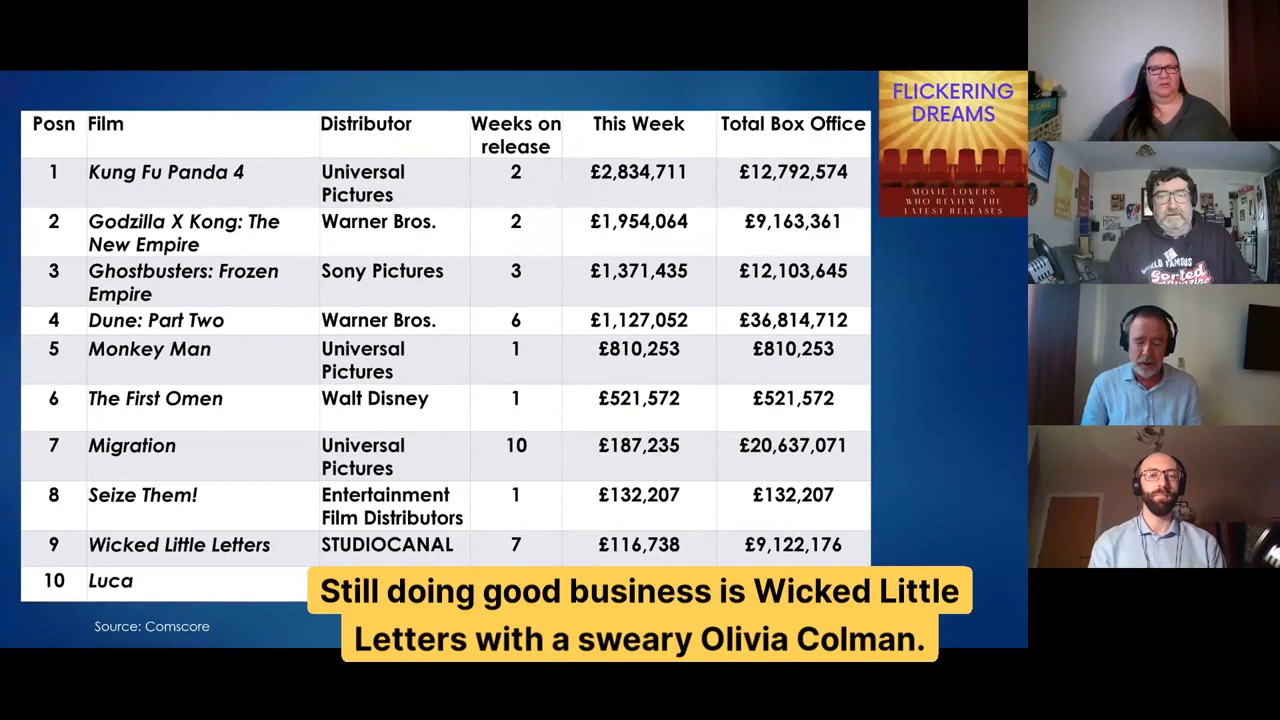 Posn Film Distributor Weeks on release This Week Total Box Office
1 Kung Fu Panda 4 Universal Pictures 2 £2,834,711 £12,792,574
2 Godzilla X Kong: The New Empire Warner Bros. 2 £1,954,064 £9,163,361
3 Ghostbusters: Frozen Empire Sony Pictures 3 £1,371,435 £12,103,645
4 Dune: Part Two Warner Bros. 6 £1,127,052 £36,814,712
5 Monkey Man Universal Pictures 1 £810,253 £810,253
6 The First Omen Walt Disney 1 £521,572 £521,572
7 Migration Universal Pictures 10 £187,235 £20,637,071
8 Seize Them! Entertainment Film Distributors 1 £132,207 £132,207
9 Wicked Little Letters STUDIOCANAL 7 £116,738 £9,122,176
10 Luca
Source: Comscore
Still doing good business is Wicked Little
Letters with a sweary Olivia Colman.
FLICKERING
DREAMS
MOVIE LOVERS
WHO REVIEW THE
LATEST RELEASES
FAMOUS
Sorted